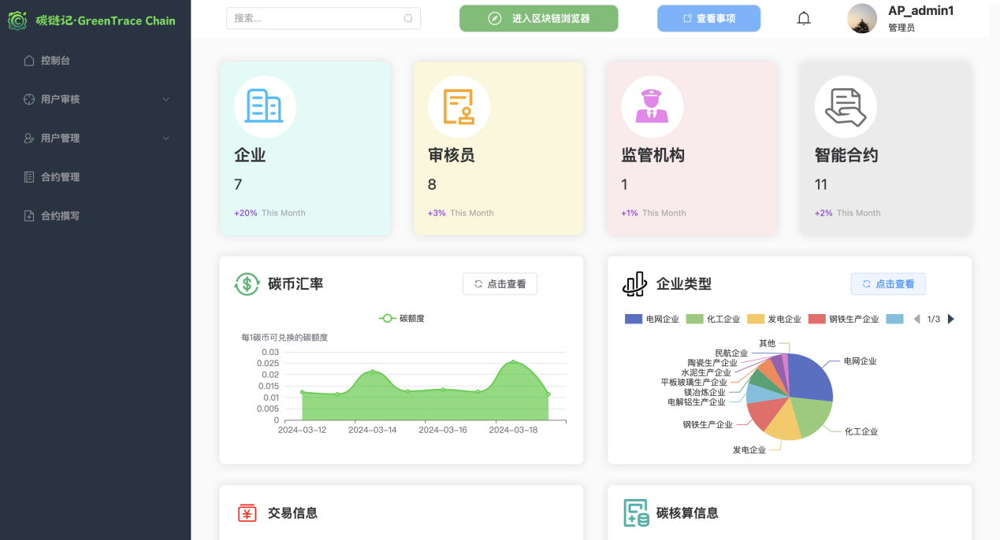 碳链记·GreenTrace Chain
搜索...
进入区块链浏览器
查看事项
AP_admin1
管理员
控制台
用户审核
用户管理
合约管理
合约撰写
企业
7
+20% This Month
审核员
8
+3% This Month
监管机构
1
+1% This Month
智能合约
11
+2% This Month
碳币汇率
点击查看
碳额度
每1碳币可兑换的碳额度
0.03
0.025
0.02
0.015
0.01
0.005
0
2024-03-12 2024-03-14 2024-03-16 2024-03-18
企业类型
点击查看
电网企业 化工企业 发电企业 钢铁生产企业 1/3
其他
民航企业
陶瓷生产企业
水泥生产企业
平板玻璃生产企业
镁冶炼企业
电解铝生产企业
钢铁生产企业
发电企业
电网企业
化工企业
交易信息
碳核算信息